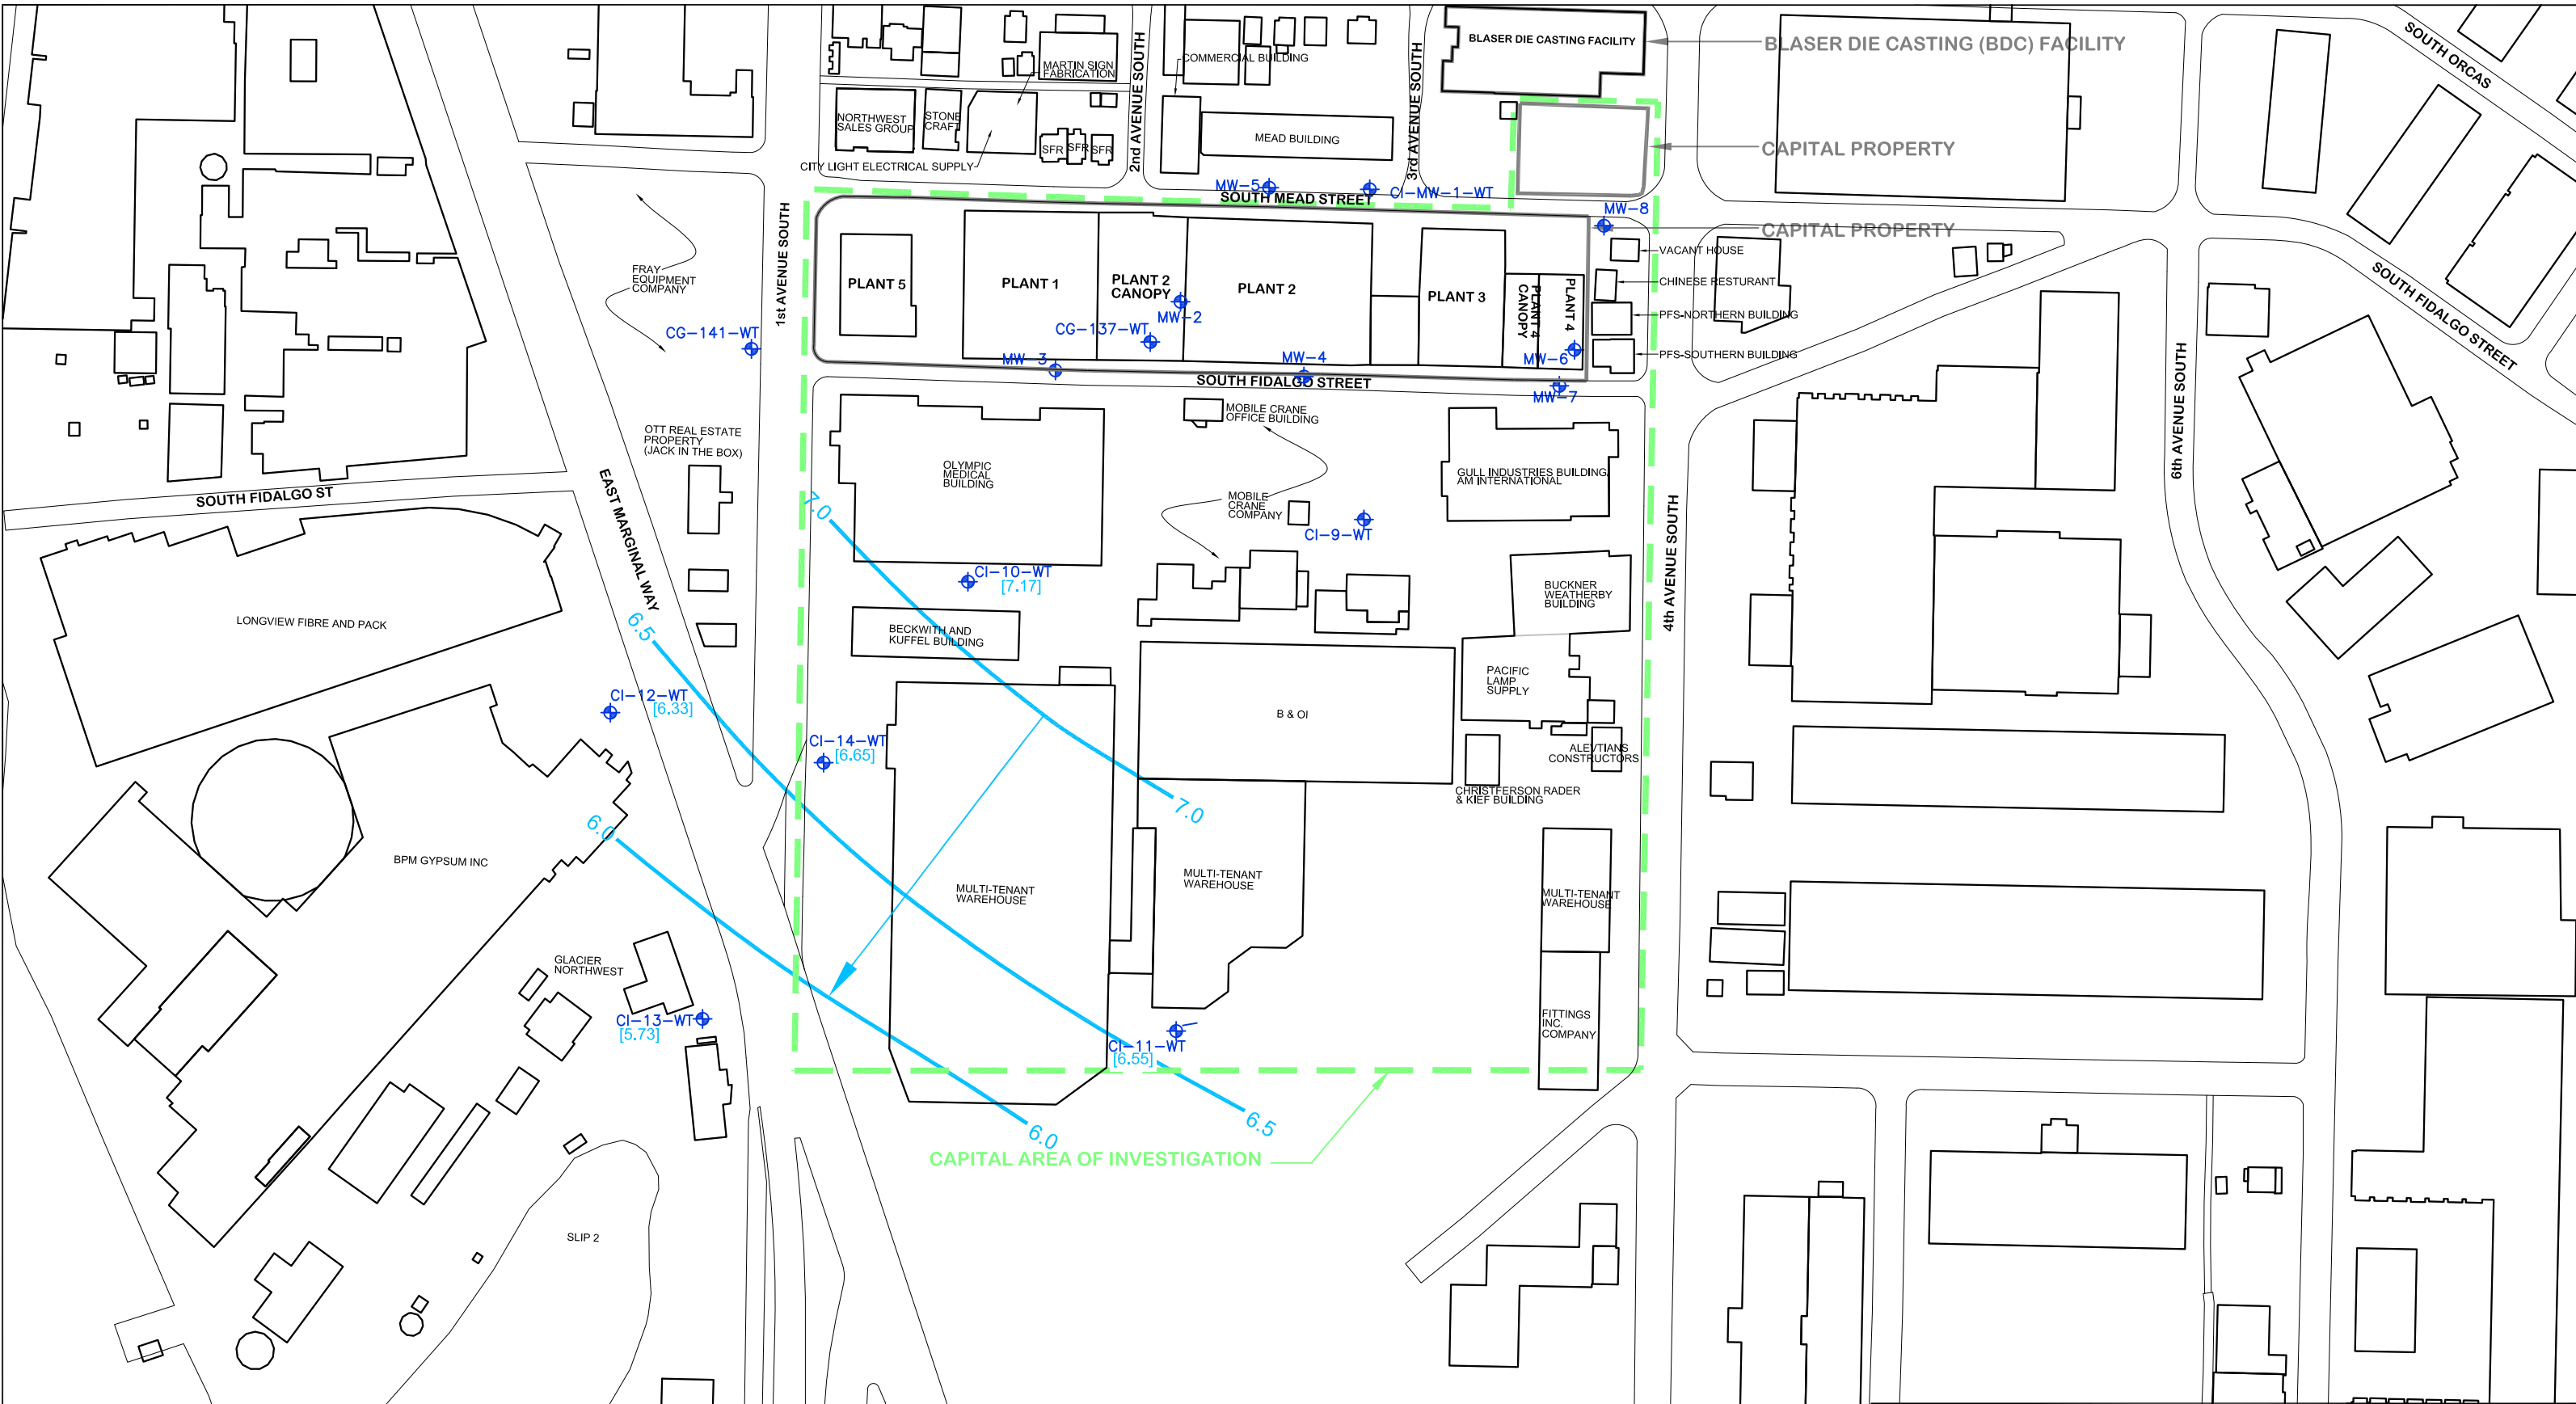 SOUTH ORCAS
BLASER DIE CASTING FACILITY
BLASER DIE CASTING (BDC) FACILITY
2nd AVENUE SOUTH
3rd AVENUE SOUTH
COMMERCIAL BUILDING
MARTIN SIGN
FABRICATION
NORTHWEST
SALES GROUP
STONE
CRAFT
SFR
SFR
SFR
MEAD BUILDING
CITY LIGHT ELECTRICAL SUPPLY
CAPITAL PROPERTY
MW-5
CI-MW-1-WT
SOUTH MEAD STREET
MW-8
CAPITAL PROPERTY
1st AVENUE SOUTH
FRAY
EQUIPMENT
COMPANY
PLANT 5
PLANT 1
PLANT 2
CANOPY
PLANT 2
PLANT 3
PLANT 4
CANOPY
PLANT 4
VACANT HOUSE
CHINESE RESTURANT
PFS-NORTHERN BUILDING
PFS-SOUTHERN BUILDING
SOUTH FIDALGO STREET
MW-2
CG-137-WT
CG-141-WT
MW-3
MW-4
MW-6
MW-7
SOUTH FIDALGO STREET
6th AVENUE SOUTH
MOBILE CRANE
OFFICE BUILDING
OTT REAL ESTATE
PROPERTY
(JACK IN THE BOX)
OLYMPIC
MEDICAL
BUILDING
GULL INDUSTRIES BUILDING,
AM INTERNATIONAL
SOUTH FIDALGO ST
EAST MARGINAL WAY
7.0
MOBILE
CRANE
COMPANY
CI-9-WT
4th AVENUE SOUTH
CI-10-WT
[7.17]
BUCKNER
WEATHERBY
BUILDING
LONGVIEW FIBRE AND PACK
6.5
BECKWITH AND
KUFFEL BUILDING
PACIFIC
LAMP
SUPPLY
CI-12-WT
[6.33]
B & OI
CI-14-WT
[6.65]
ALEVTIANS
CONSTRUCTORS
CHRISTFERSON RADER
& KIEF BUILDING
7.0
6.0
BPM GYPSUM INC
MULTI-TENANT
WAREHOUSE
MULTI-TENANT
WAREHOUSE
MULTI-TENANT
WAREHOUSE
GLACIER
NORTHWEST
CI-13-WT
[5.73]
FITTINGS
INC.
COMPANY
CI-11-WT
[6.55]
6.5
6.0
CAPITAL AREA OF INVESTIGATION
SLIP 2